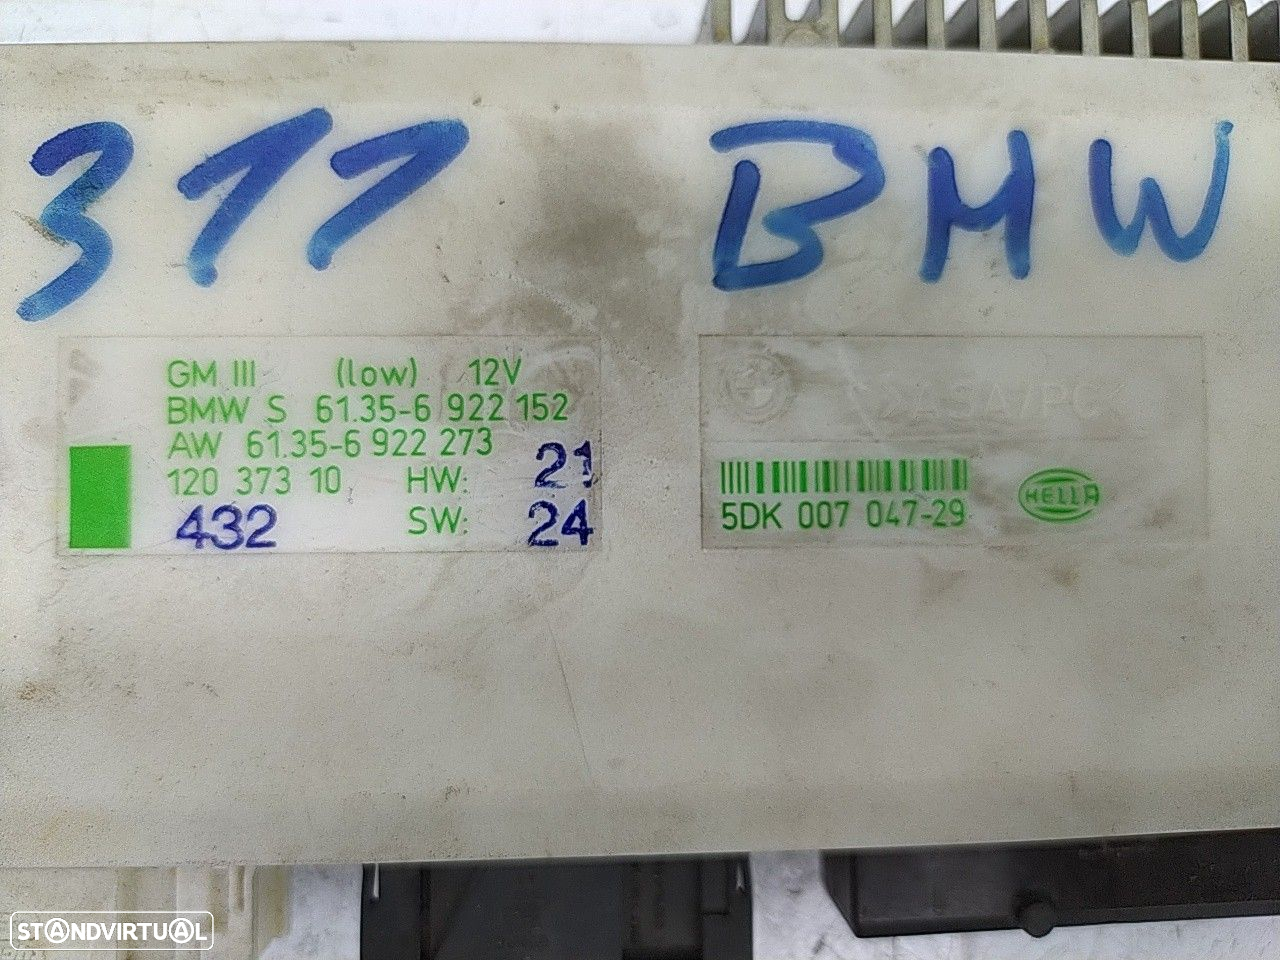 311 BMW
GM III (low) 12V
BMW S 61.35-6 922 152
AW 61.35-6 922 273
120 373 10 HW: 21
432 SW: 24
5DK 007 047-29
HELLA
STANDVIRTUAL